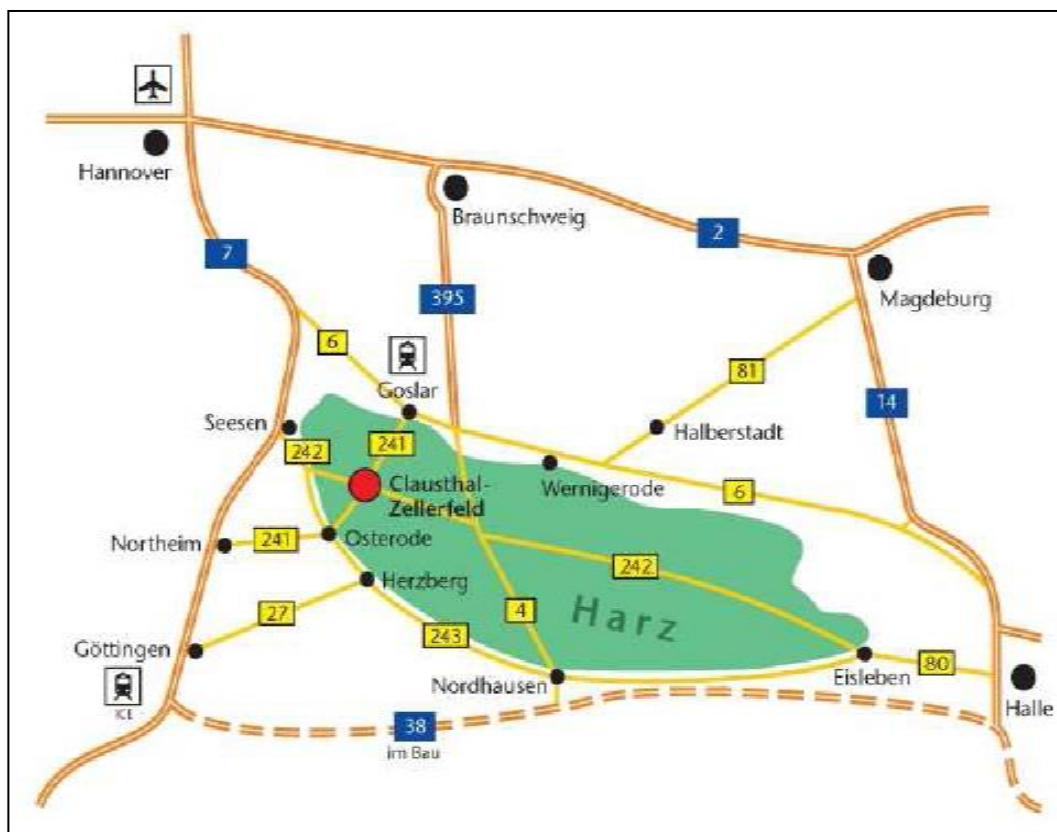 Hannover
Braunschweig
2
7
Magdeburg
395
6
81
Goslar
14
Seesen
241
Halberstadt
242
Clausthal-
Zellerfeld
Wernigerode
6
Northeim
241
Osterode
242
Herzberg
27
4
Harz
243
Göttingen
Nordhausen
Eisleben
80
ICE
Halle
38
im Bau